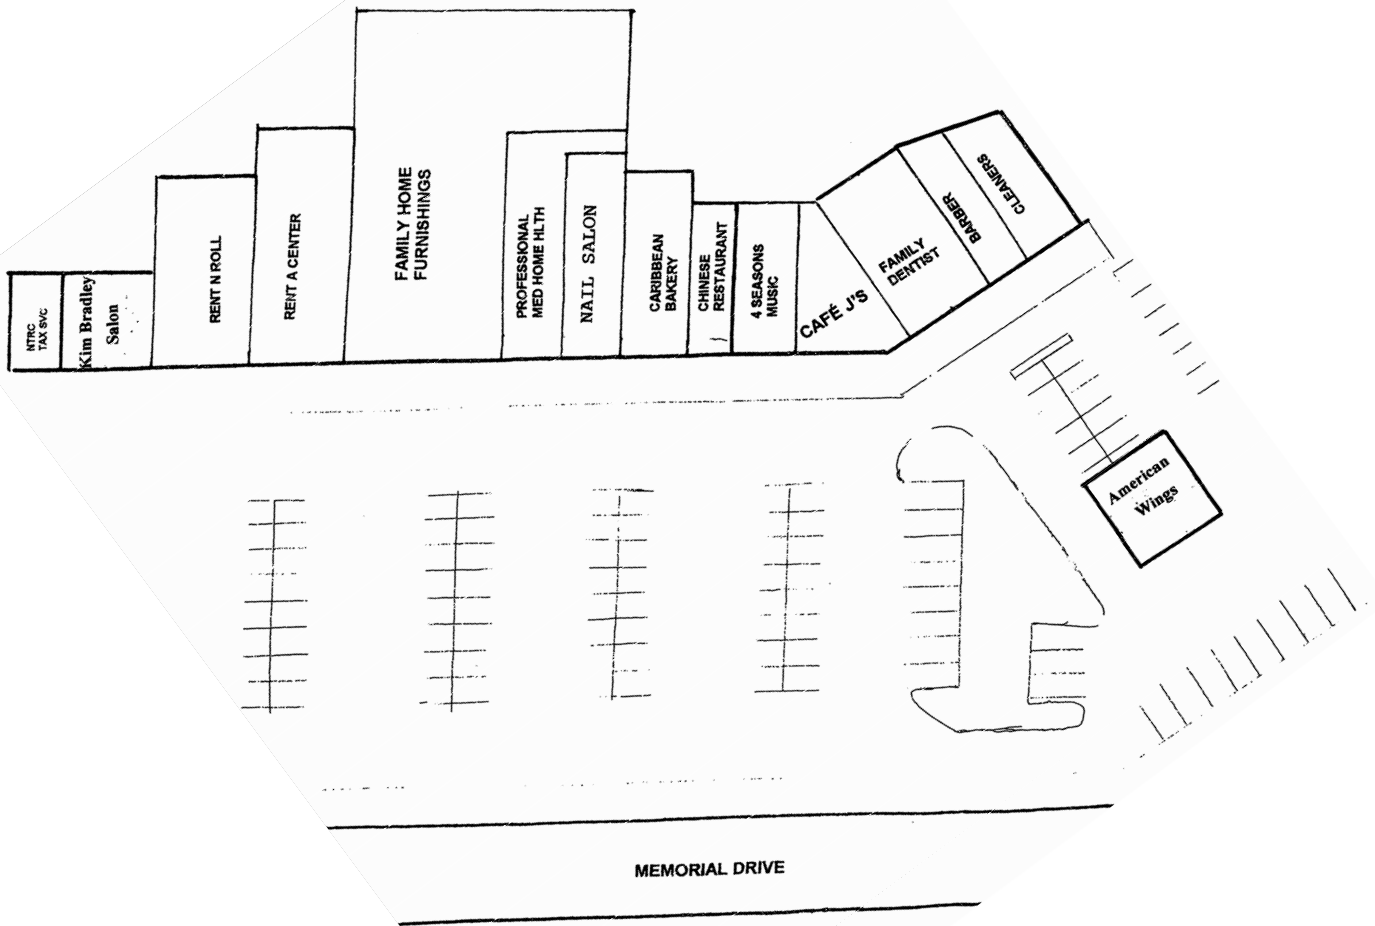 NTRC
TAX SVC
Kim Bradley
Salon
RENT N ROLL
RENT A CENTER
FAMILY HOME
FURNISHINGS
PROFESSIONAL
MED HOME HLTH
NAIL SALON
CARIBBEAN
BAKERY
CHINESE
RESTAURANT
4 SEASONS
MUSIC
CAFÉ J'S
FAMILY
DENTIST
BARBER
CLEANERS
American
Wings
MEMORIAL DRIVE